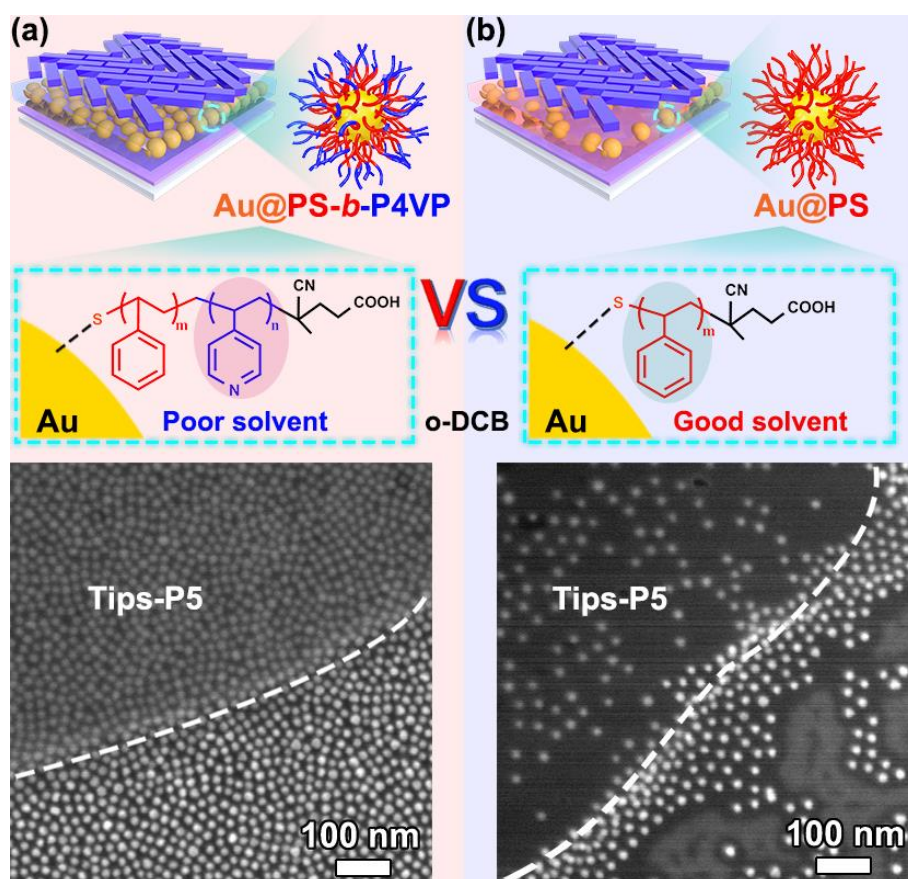 (a)
Au@PS-b-P4VP
S
m
n
CN
COOH
N
Au
Poor solvent
VS
o-DCB
(b)
Au@PS
S
m
CN
COOH
Au
Good solvent
Tips-P5
100 nm
Tips-P5
100 nm